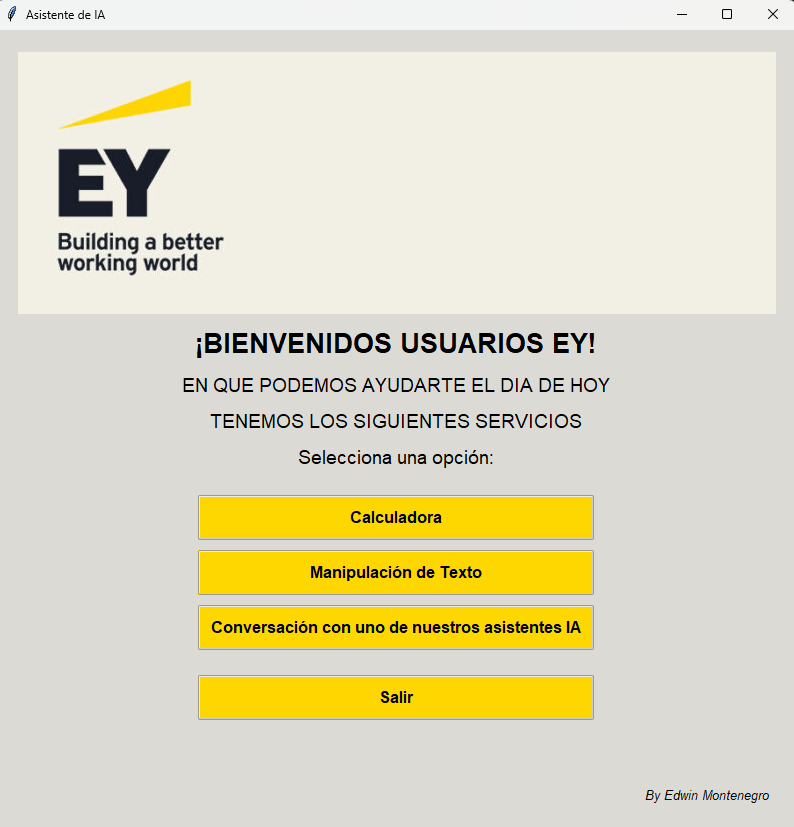 Asistente de IA
EY
Building a better
working world
¡BIENVENIDOS USUARIOS EY!
EN QUE PODEMOS AYUDARTE EL DIA DE HOY
TENEMOS LOS SIGUIENTES SERVICIOS
Selecciona una opción:
Calculadora
Manipulación de Texto
Conversación con uno de nuestros asistentes IA
Salir
By Edwin Montenegro